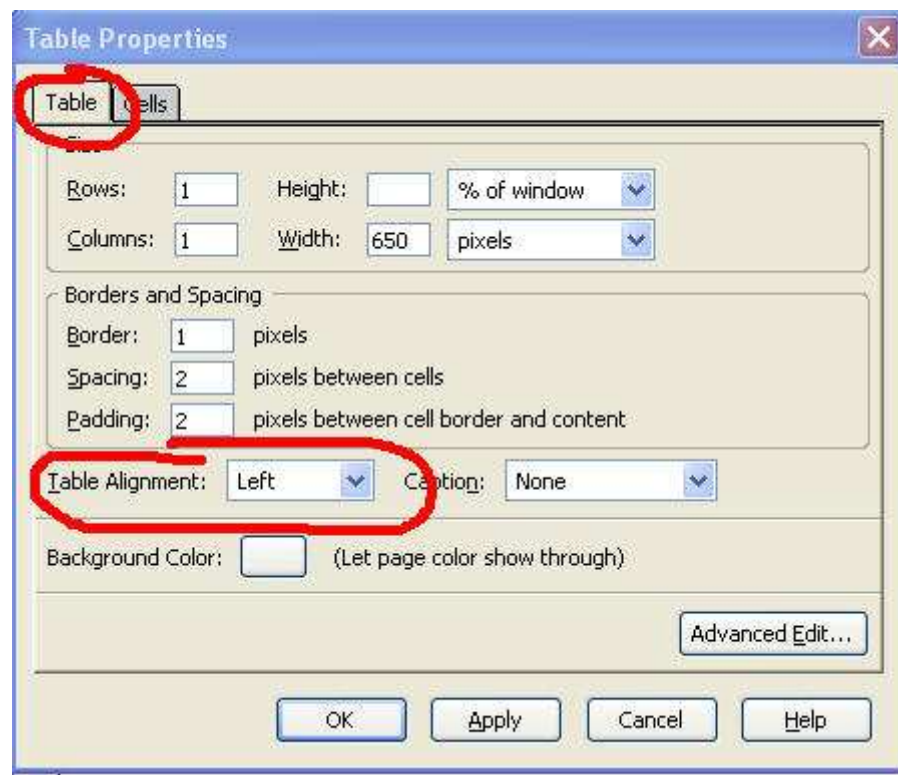 Table Properties
Table Cells
Size
Rows: 1 Height: % of window
Columns: 1 Width: 650 pixels
Borders and Spacing
Border: 1 pixels
Spacing: 2 pixels between cells
Padding: 2 pixels between cell border and content
Table Alignment: Left Caption: None
Background Color: (Let page color show through)
Advanced Edit...
OK Apply Cancel Help